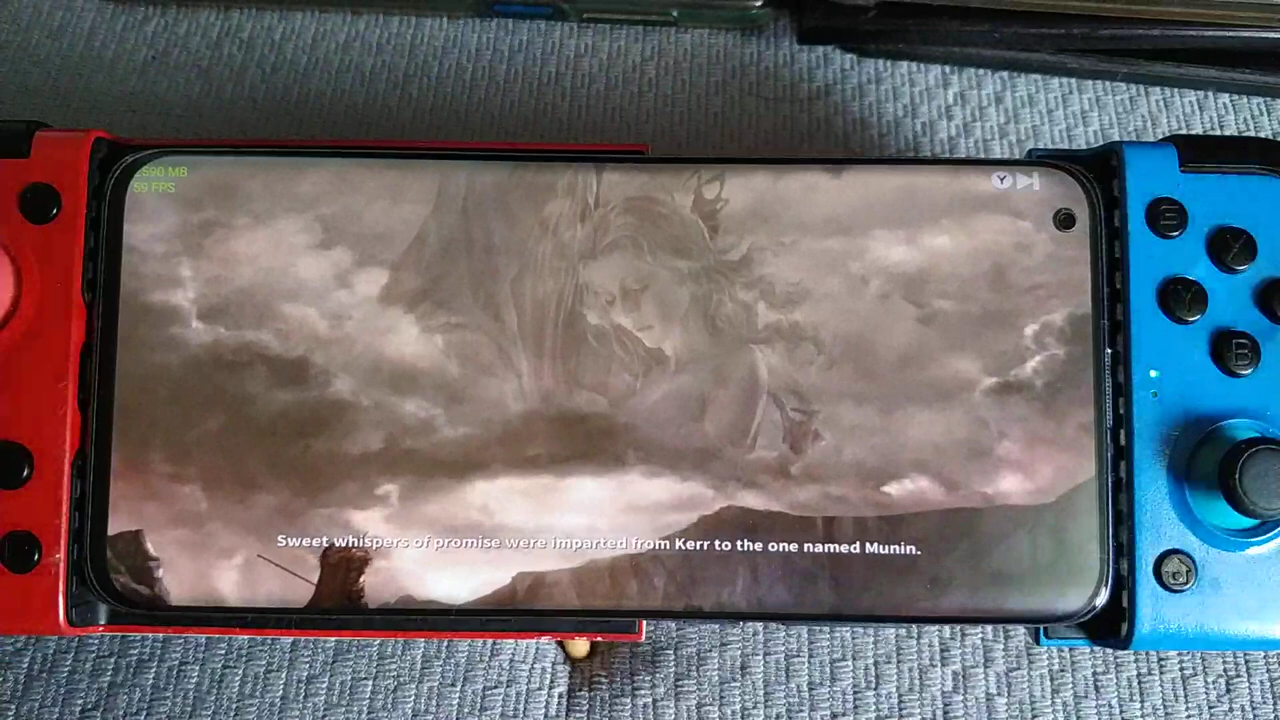 590 MB
59 FPS
Y
X
Y
B
Sweet whispers of promise were imparted from Kerr to the one named Munin.